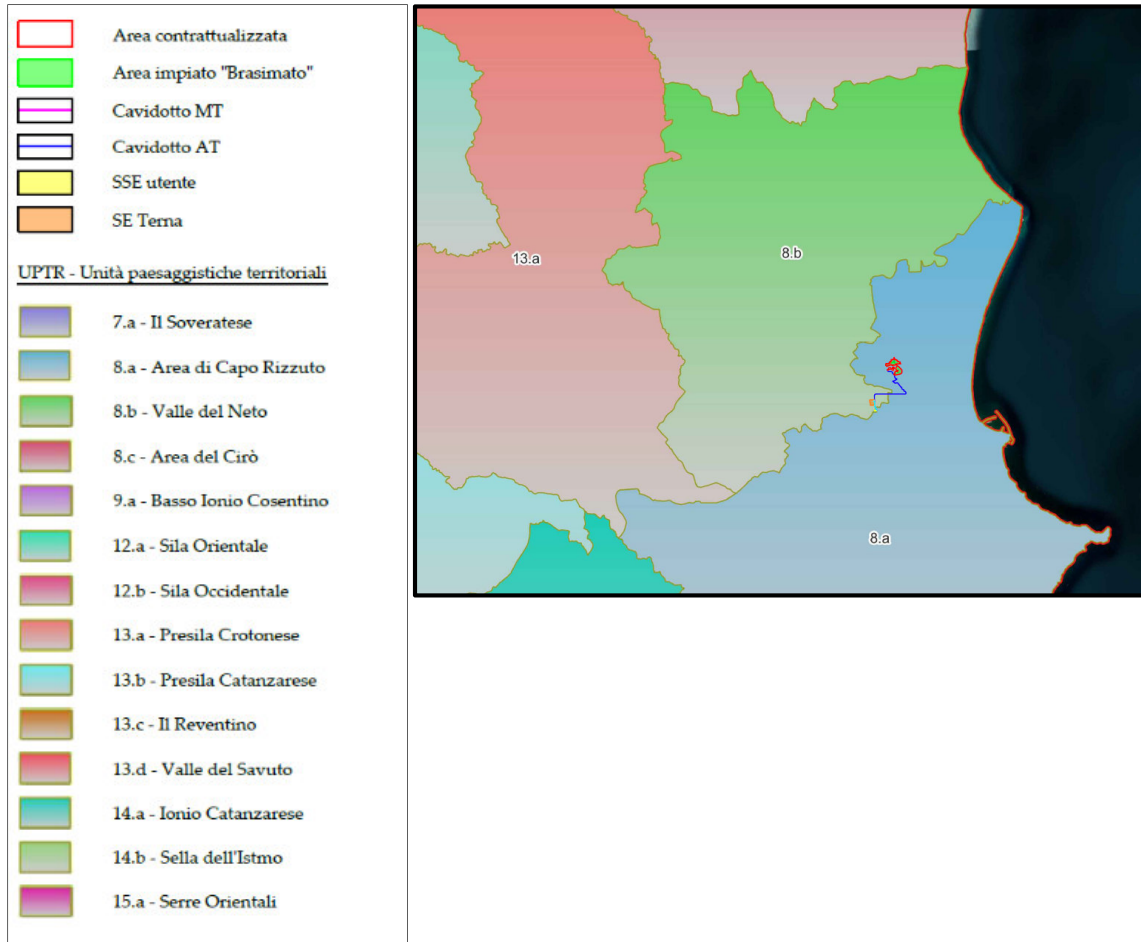 Area contrattualizzata
Area impiato "Brasimato"
Cavidotto MT
Cavidotto AT
SSE utente
SE Terna
UPTR - Unità paesaggistiche territoriali
7.a - Il Soveratese
8.a - Area di Capo Rizzuto
8.b - Valle del Neto
8.c - Area del Cirò
9.a - Basso Ionio Cosentino
12.a - Sila Orientale
12.b - Sila Occidentale
13.a - Presila Crotonese
13.b - Presila Catanzarese
13.c - Il Reventino
13.d - Valle del Savuto
14.a - Ionio Catanzarese
14.b - Sella dell'Istmo
15.a - Serre Orientali
13.a
8.b
8.a